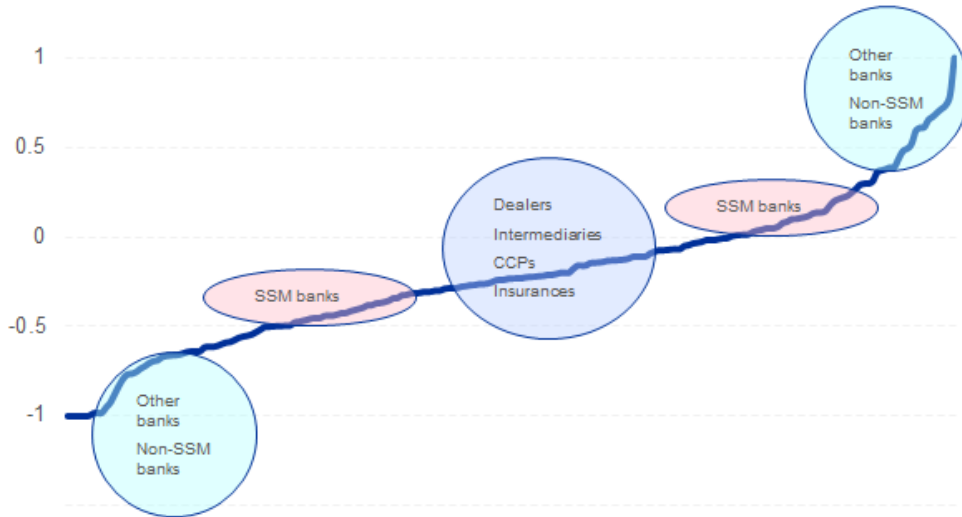 1
0.5
0
-0.5
-1
Other
banks
Non-SSM
banks
SSM banks
Dealers
Intermediaries
CCPs
Insurances
SSM banks
Other
banks
Non-SSM
banks